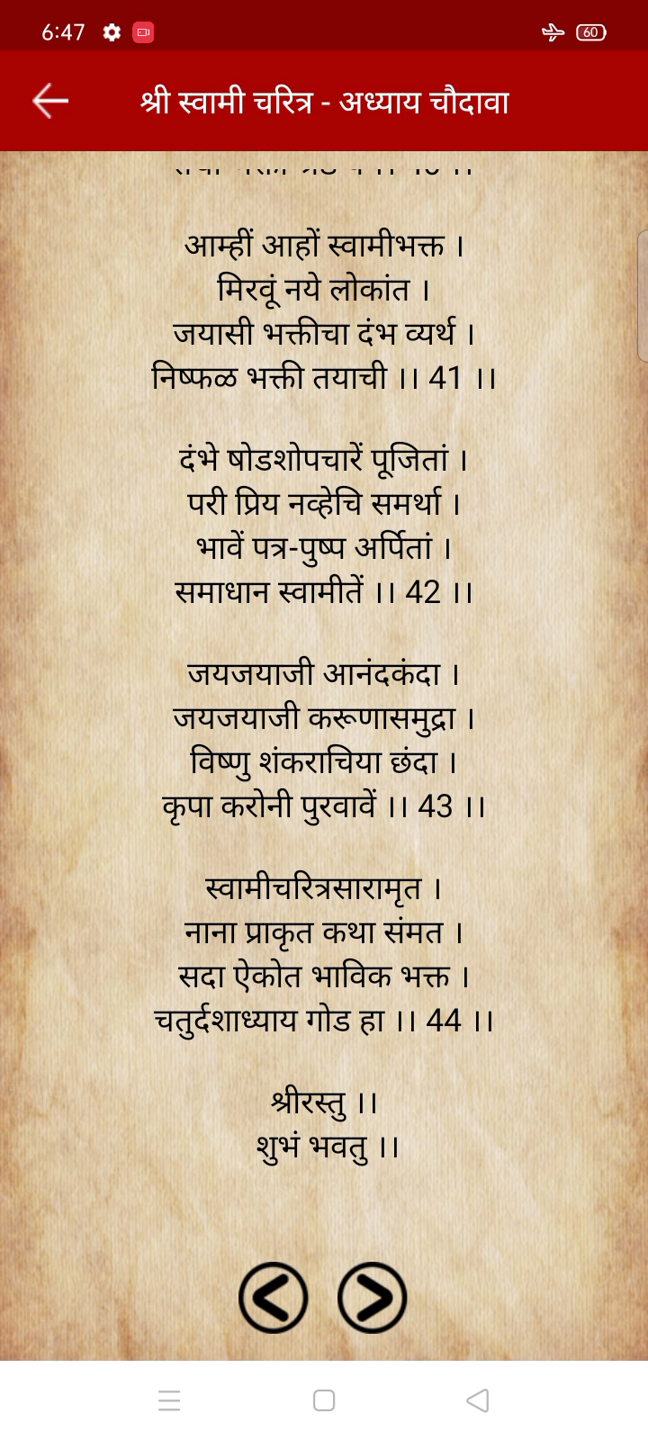 6:47
60
श्री स्वामी चरित्र - अध्याय चौदावा
आम्हीं आहों स्वामीभक्त ।
मिरवूं नये लोकांत ।
जयासी भक्तीचा दंभ व्यर्थ ।
निष्फळ भक्ती तयाची ।। 41 ।।
दंभे षोडशोपचारें पूजितां ।
परी प्रिय नव्हेचि समर्था ।
भावें पत्र-पुष्प अर्पितां ।
समाधान स्वामीतें ।। 42 ।।
जयजयाजी आनंदकंदा ।
जयजयाजी करूणासमुद्रा ।
विष्णु शंकराचिया छंदा ।
कृपा करोनी पुरवावें ।। 43 ।।
स्वामीचरित्रसारामृत ।
नाना प्राकृत कथा संमत ।
सदा ऐकोत भाविक भक्त ।
चतुर्दशाध्याय गोड हा ।। 44 ।।
श्रीरस्तु ।।
शुभं भवतु ।।